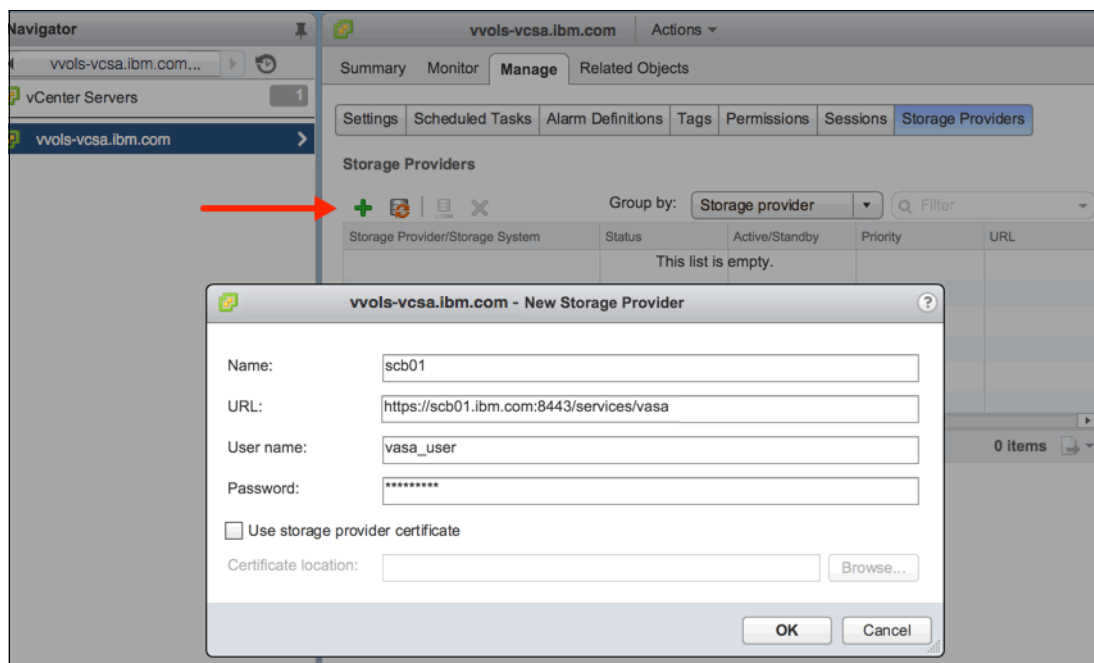 Navigator
vvols-vcsa.ibm.com Actions
vvols-vcsa.ibm.com...
Summary Monitor Manage Related Objects
vCenter Servers 1
Settings Scheduled Tasks Alarm Definitions Tags Permissions Sessions Storage Providers
vvols-vcsa.ibm.com
Storage Providers
Group by: Storage provider Filter
Storage Provider/Storage System Status Active/Standby Priority URL
This list is empty.
vvols-vcsa.ibm.com - New Storage Provider ?
Name: scb01
URL: https://scb01.ibm.com:8443/services/vasa
User name: vasa_user
0 items
Password: *********
Use storage provider certificate
Certificate location: Browse...
OK Cancel